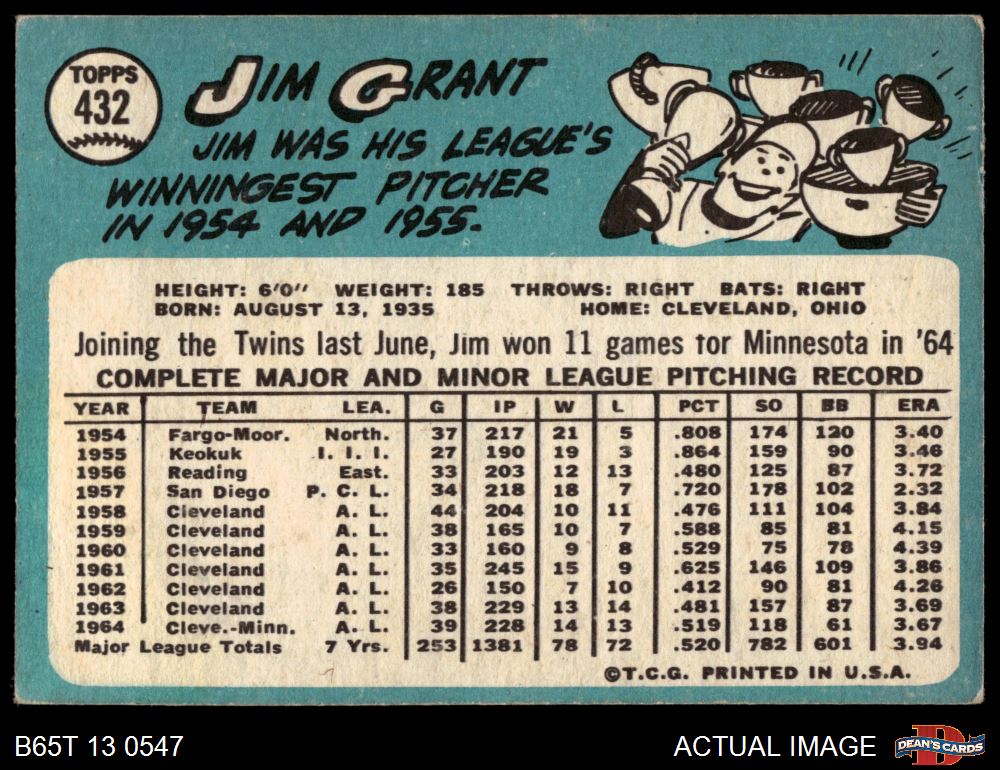 TOPPS
432
JIM GRANT
JIM WAS HIS LEAGUE'S
WINNINGEST PITCHER
IN 1954 AND 1955.
HEIGHT: 6'0" WEIGHT: 185 THROWS: RIGHT BATS: RIGHT
BORN: AUGUST 13, 1935 HOME: CLEVELAND, OHIO
Joining the Twins last June, Jim won 11 games for Minnesota in '64
COMPLETE MAJOR AND MINOR LEAGUE PITCHING RECORD
YEAR TEAM LEA. G IP W L PCT SO BB ERA
1954 Fargo-Moor. North. 37 217 21 5 .808 174 120 3.40
1955 Keokuk I. I. I. 27 190 19 3 .864 159 90 3.46
1956 Reading East. 33 203 12 13 .480 125 87 3.72
1957 San Diego P. C. L. 34 218 18 7 .720 178 102 2.32
1958 Cleveland A. L. 44 204 10 11 .476 111 104 3.84
1959 Cleveland A. L. 38 165 10 7 .588 85 81 4.15
1960 Cleveland A. L. 33 160 9 8 .529 75 78 4.39
1961 Cleveland A. L. 35 245 15 9 .625 146 109 3.86
1962 Cleveland A. L. 26 150 7 10 .412 90 81 4.26
1963 Cleveland A. L. 38 229 13 14 .481 157 87 3.69
1964 Cleve.-Minn. A. L. 39 228 14 13 .519 118 61 3.67
Major League Totals 7 Yrs. 253 1381 78 72 .520 782 601 3.94
©T.C.G. PRINTED IN U.S.A.
B65T 13 0547 ACTUAL IMAGE DEAN'S CARDS